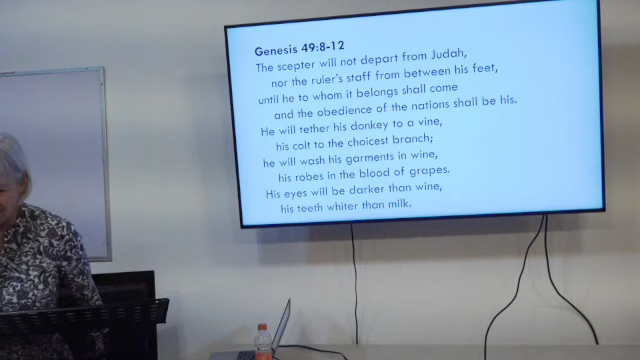 Genesis 49:8-12
The scepter will not depart from Judah,
nor the ruler's staff from between his feet,
until he to whom it belongs shall come
and the obedience of the nations shall be his.
He will tether his donkey to a vine,
his colt to the choicest branch;
he will wash his garments in wine,
his robes in the blood of grapes.
His eyes will be darker than wine,
his teeth whiter than milk.